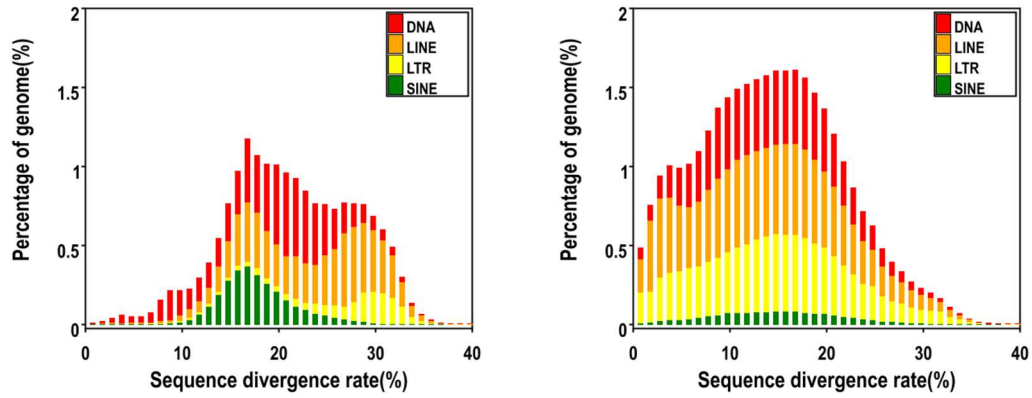 2
1.5
1
0.5
0
Percentage of genome(%)
DNA
LINE
LTR
SINE
0 10 20 30 40
Sequence divergence rate(%)
2
1.5
1
0.5
0
Percentage of genome(%)
DNA
LINE
LTR
SINE
0 10 20 30 40
Sequence divergence rate(%)